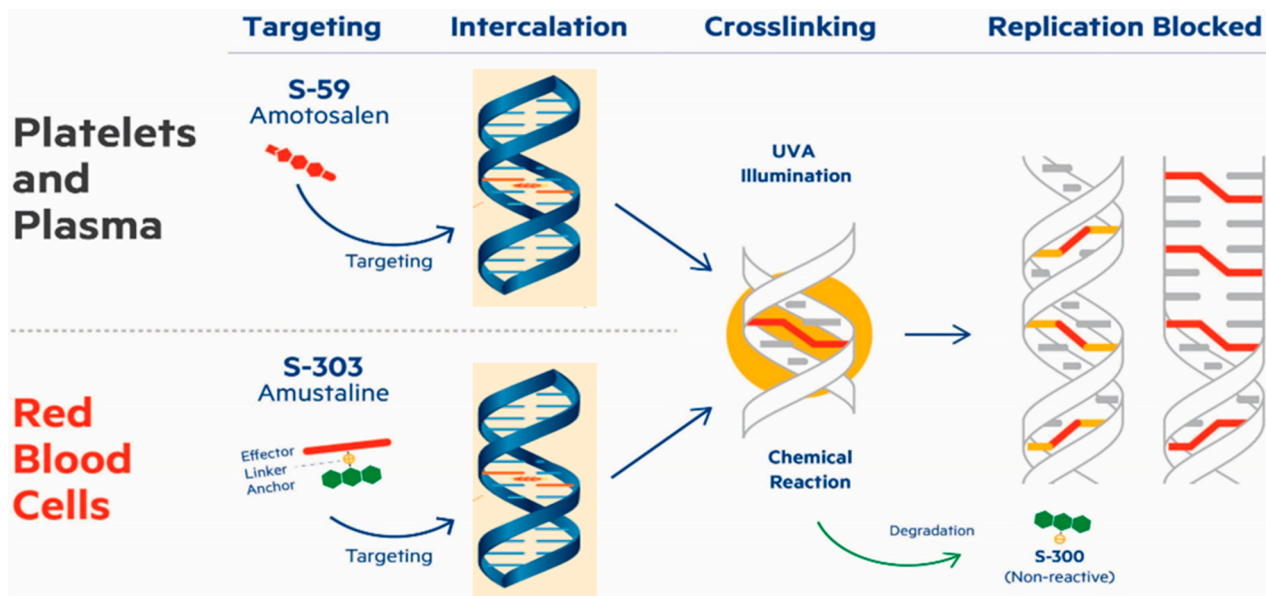 Targeting
Intercalation
Crosslinking
Replication Blocked
Platelets
and
Plasma
S-59
Amotosalen
Targeting
UVA
Illumination
Red
Blood
Cells
S-303
Amustaline
Effector
Linker
Anchor
Targeting
Chemical
Reaction
Degradation
S-300
(Non-reactive)